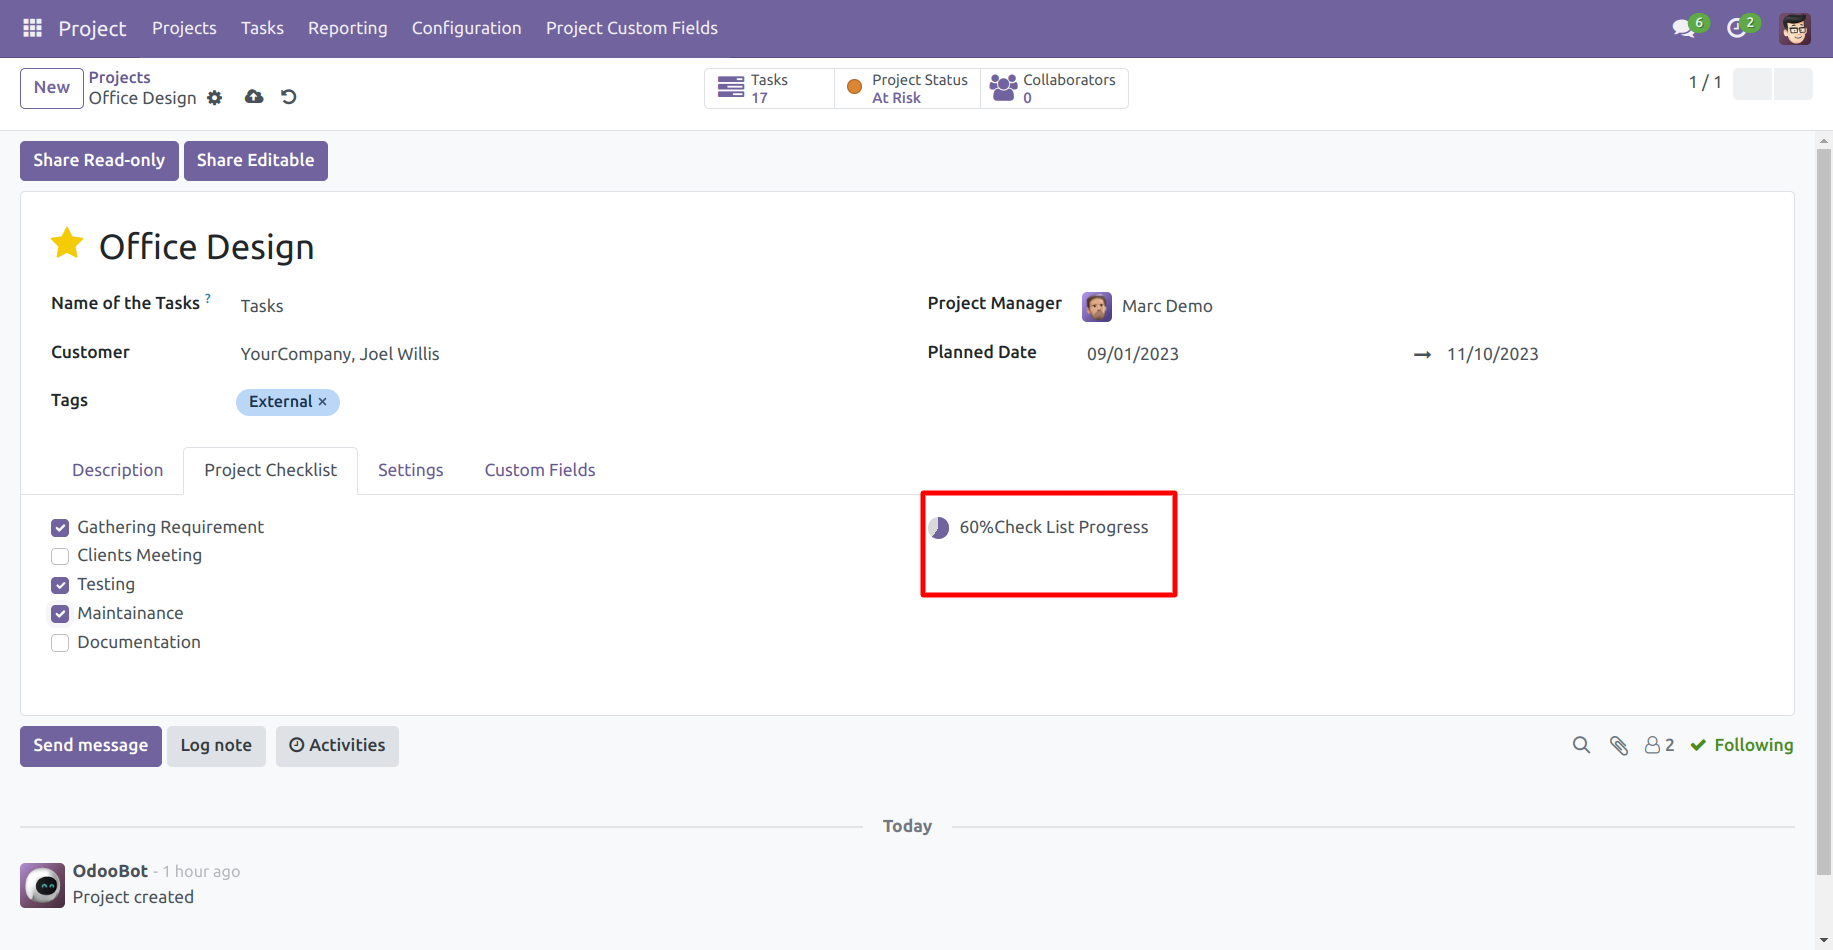 Project Projects Tasks Reporting Configuration Project Custom Fields 6 2
New Projects
Office Design
Tasks
17
Project Status
At Risk
Collaborators
0
1 / 1
Share Read-only Share Editable
Office Design
Name of the Tasks ? Tasks
Project Manager Marc Demo
Customer YourCompany, Joel Willis
Planned Date 09/01/2023 → 11/10/2023
Tags External ×
Description Project Checklist Settings Custom Fields
Gathering Requirement
Clients Meeting
Testing
Maintainance
Documentation
60%Check List Progress
Send message Log note Activities 2 Following
Today
OdooBot - 1 hour ago
Project created